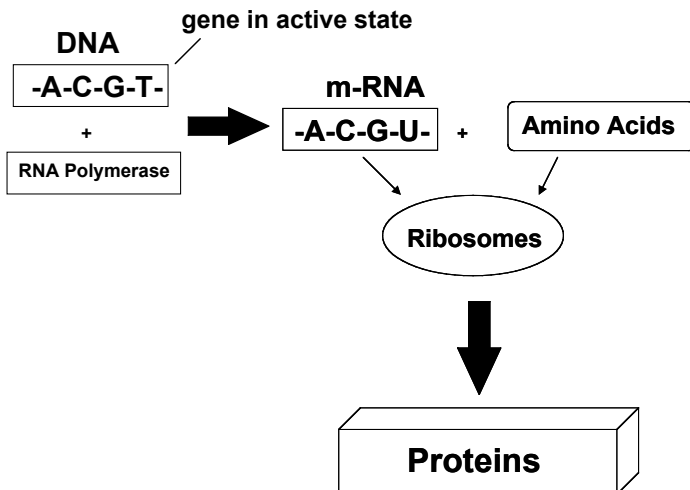 gene in active state
DNA
-A-C-G-T-
+
RNA Polymerase
m-RNA
-A-C-G-U-
+
Amino Acids
Ribosomes
Proteins